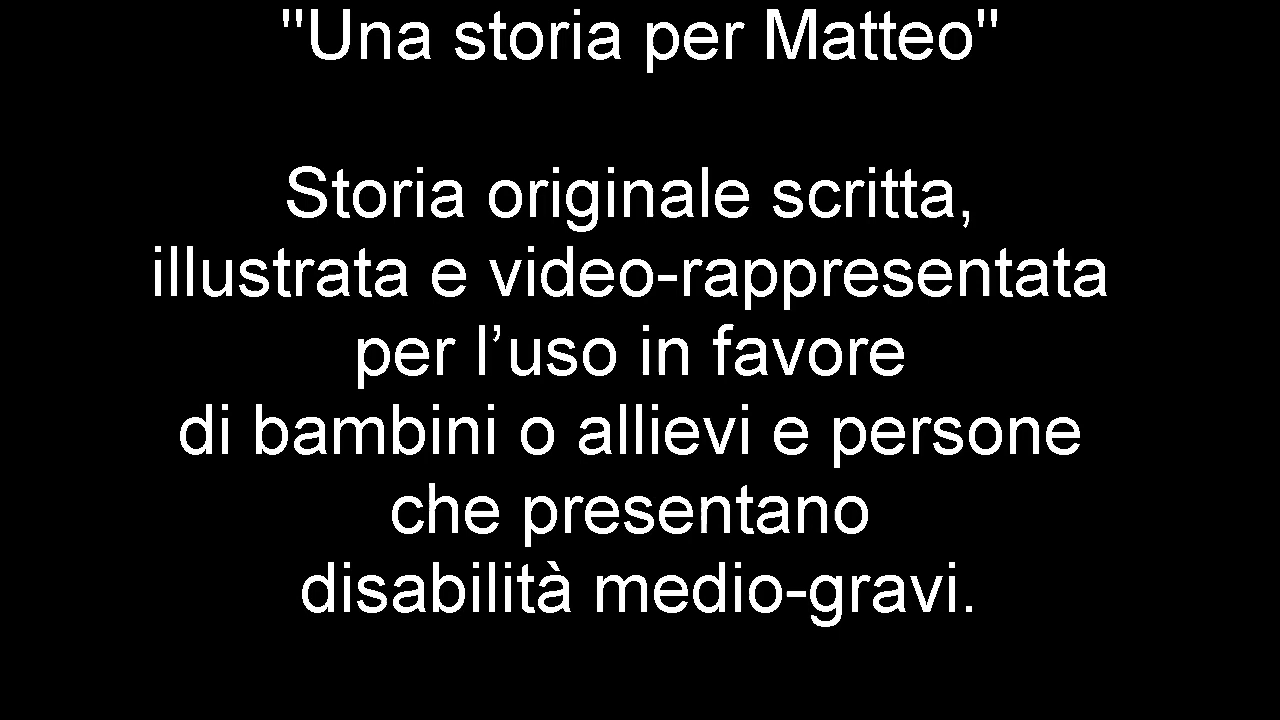 "Una storia per Matteo"
Storia originale scritta,
illustrata e video-rappresentata
per l’uso in favore
di bambini o allievi e persone
che presentano
disabilità medio-gravi.